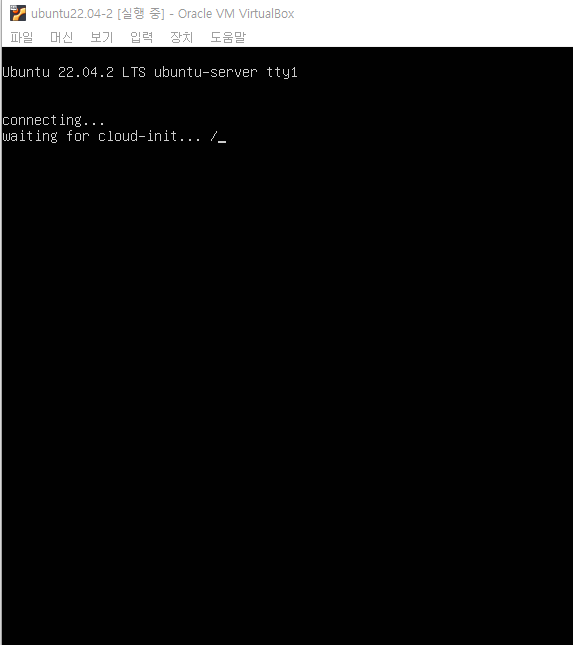 ubuntu22.04-2 [실행 중] - Oracle VM VirtualBox
파일 머신 보기 입력 장치 도움말
Ubuntu 22.04.2 LTS ubuntu-server tty1
connecting...
waiting for cloud-init... /_